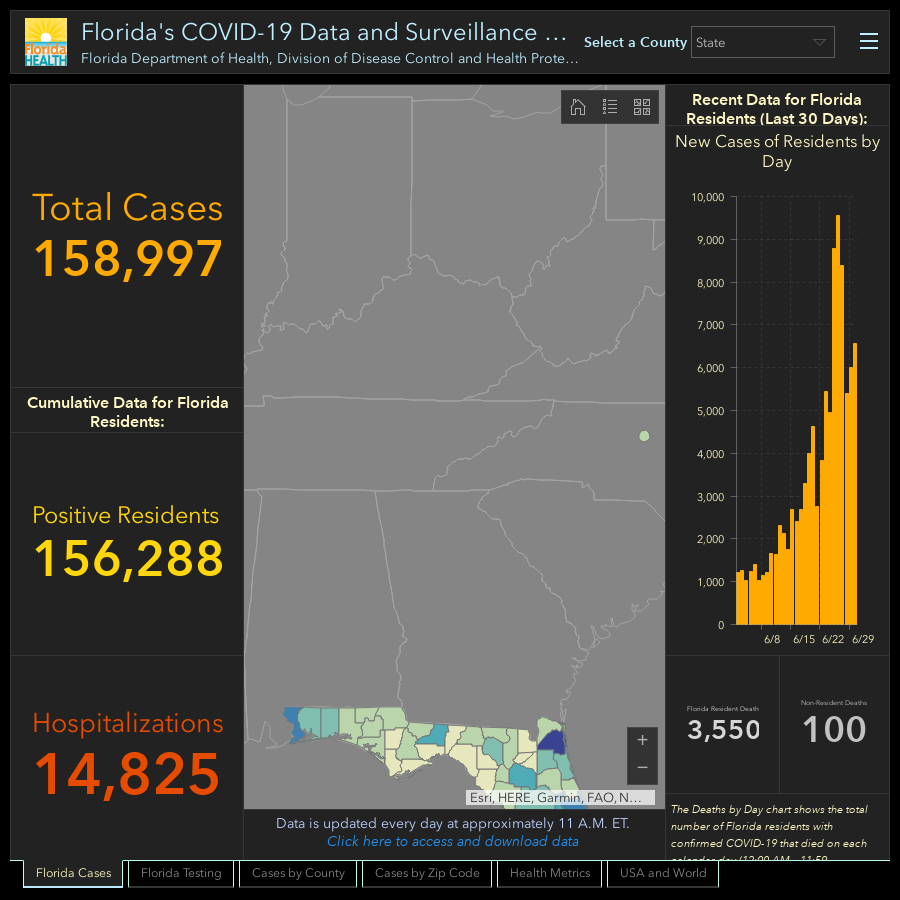 Florida
HEALTH
Florida's COVID-19 Data and Surveillance ...
Florida Department of Health, Division of Disease Control and Health Prote...
Select a County
State
Total Cases
158,997
Cumulative Data for Florida
Residents:
Positive Residents
156,288
Hospitalizations
14,825
Esri, HERE, Garmin, FAO, N...
Data is updated every day at approximately 11 A.M. ET.
Click here to access and download data
Recent Data for Florida
Residents (Last 30 Days):
New Cases of Residents by
Day
10,000
9,000
8,000
7,000
6,000
5,000
4,000
3,000
2,000
1,000
0
6/8 6/15 6/22 6/29
Florida Resident Death
3,550
Non-Resident Deaths
100
The Deaths by Day chart shows the total
number of Florida residents with
confirmed COVID-19 that died on each
calendar day (12:00 AM - 11:59
Florida Cases
Florida Testing
Cases by County
Cases by Zip Code
Health Metrics
USA and World